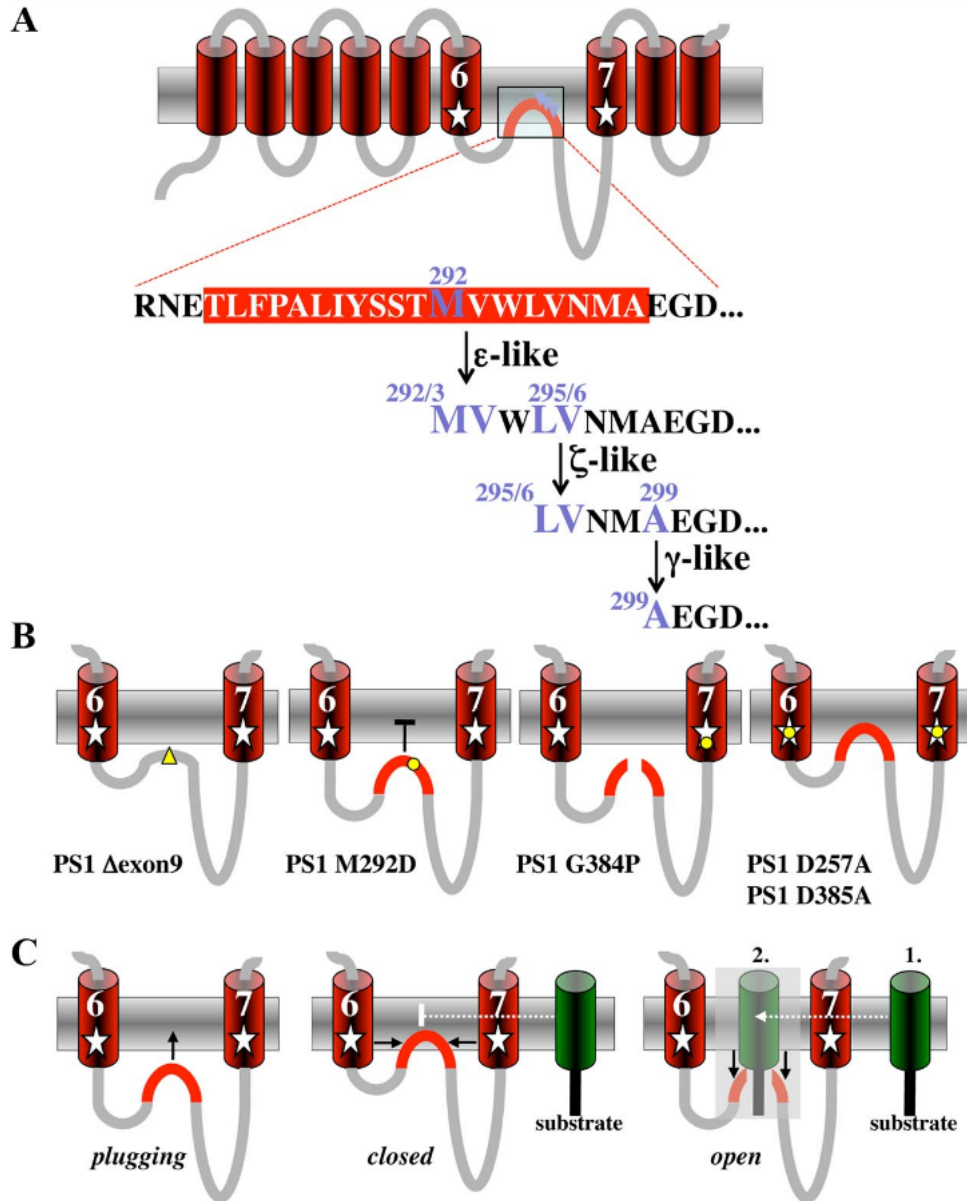 A
6 7
292
RNETLFPALIYSSTMVWLVNMAEGD...
ε-like
292/3 295/6
MVWLVNMAEGD...
ζ-like
295/6 299
LVNMAEGD...
γ-like
299AEGD...
B
6 7 6 7 6 7 6 7
PS1 Δexon9 PS1 M292D PS1 G384P PS1 D257A
PS1 D385A
C
2. 1.
6 7 6 7 6 7
substrate substrate
plugging closed open